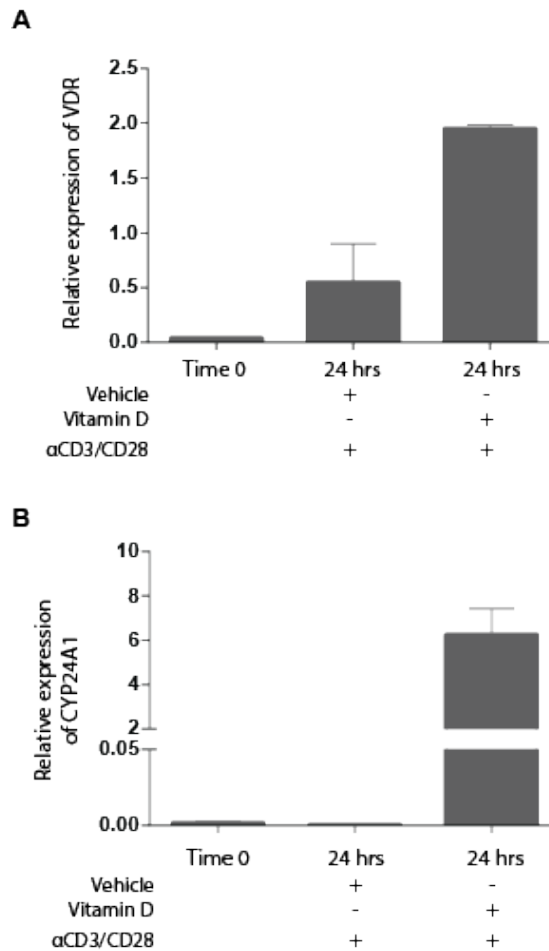 A
Relative expression of VDR
2.5
2.0
1.5
1.0
0.5
0.0
Time 0 24 hrs 24 hrs
Vehicle + -
Vitamin D - +
αCD3/CD28 + +
B
Relative expression
of CYP24A1
10
8
6
4
2
0.05
0.00
Time 0 24 hrs 24 hrs
Vehicle + -
Vitamin D - +
αCD3/CD28 + +